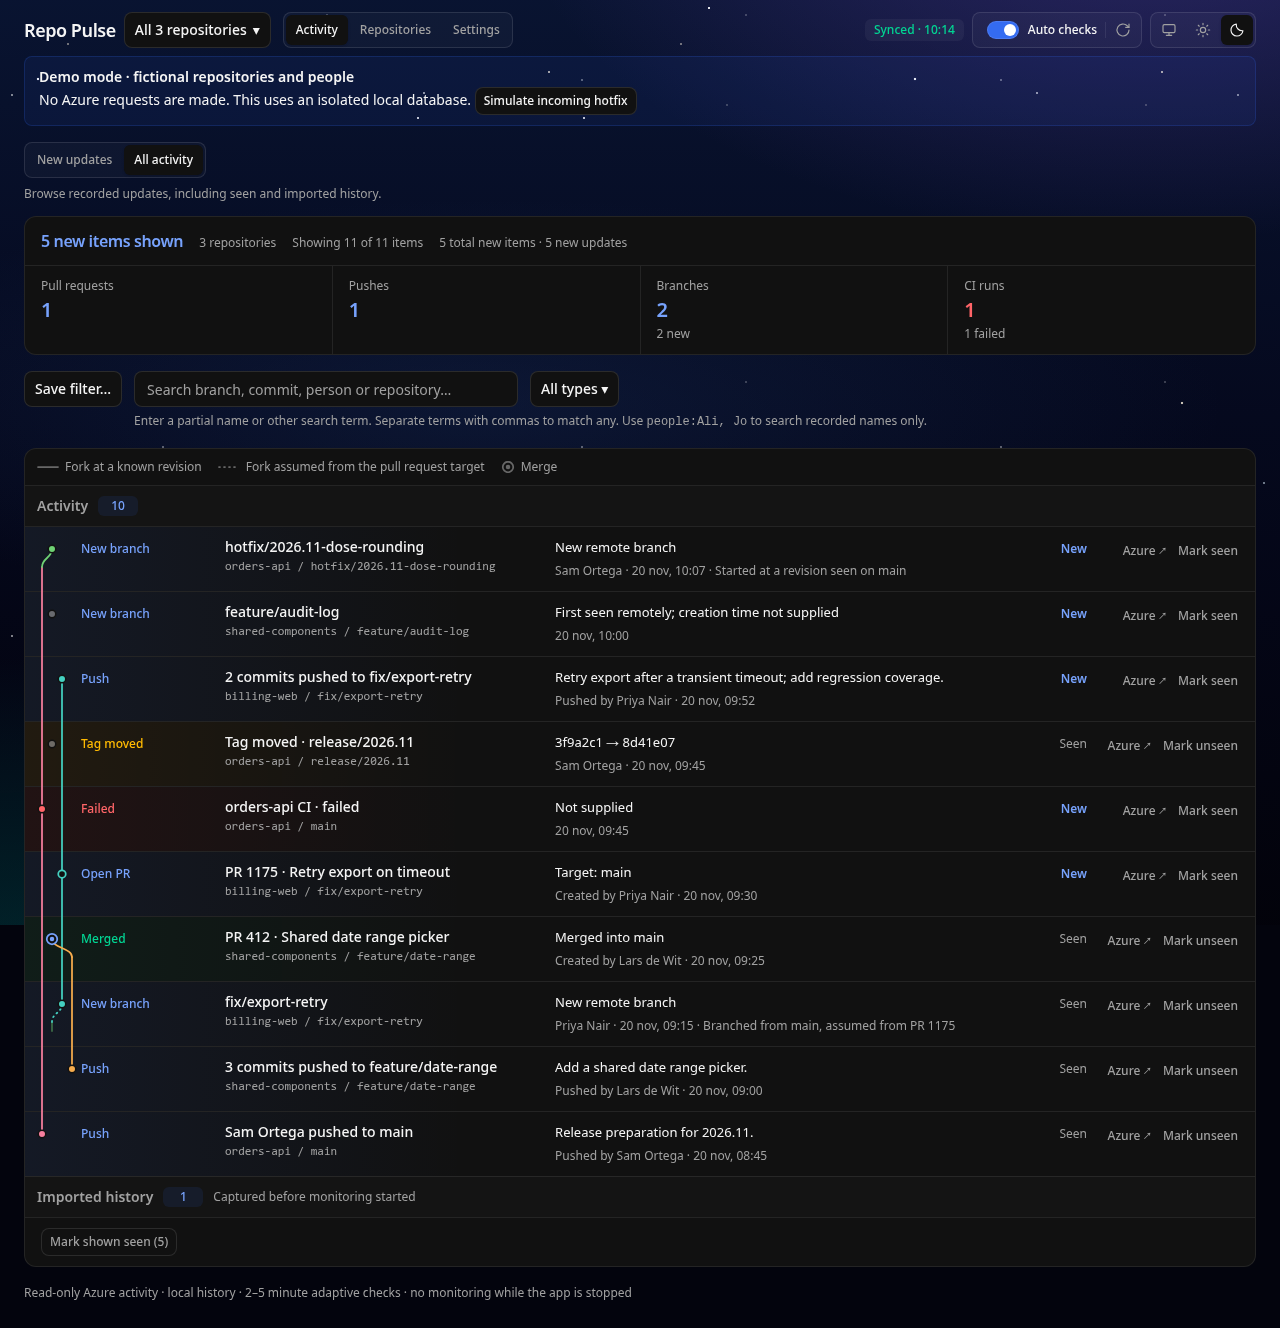 Repo Pulse
All 3 repositories ▾
Activity
Repositories
Settings
Synced · 10:14
Auto checks
Demo mode · fictional repositories and people
No Azure requests are made. This uses an isolated local database.
Simulate incoming hotfix
New updates
All activity
Browse recorded updates, including seen and imported history.
5 new items shown
3 repositories
Showing 11 of 11 items
5 total new items · 5 new updates
Pull requests
1
Pushes
1
Branches
2
2 new
CI runs
1
1 failed
Save filter...
Search branch, commit, person or repository...
All types ▾
Enter a partial name or other search term. Separate terms with commas to match any. Use people:Ali, Jo to search recorded names only.
Fork at a known revision
Fork assumed from the pull request target
Merge
Activity
10
New branch
hotfix/2026.11-dose-rounding
orders-api / hotfix/2026.11-dose-rounding
New remote branch
Sam Ortega · 20 nov, 10:07 · Started at a revision seen on main
New
Azure ↗
Mark seen
New branch
feature/audit-log
shared-components / feature/audit-log
First seen remotely; creation time not supplied
20 nov, 10:00
New
Azure ↗
Mark seen
Push
2 commits pushed to fix/export-retry
billing-web / fix/export-retry
Retry export after a transient timeout; add regression coverage.
Pushed by Priya Nair · 20 nov, 09:52
New
Azure ↗
Mark seen
Tag moved
Tag moved · release/2026.11
orders-api / release/2026.11
3f9a2c1 → 8d41e07
Sam Ortega · 20 nov, 09:45
Seen
Azure ↗
Mark unseen
Failed
orders-api CI · failed
orders-api / main
Not supplied
20 nov, 09:45
New
Azure ↗
Mark seen
Open PR
PR 1175 · Retry export on timeout
billing-web / fix/export-retry
Target: main
Created by Priya Nair · 20 nov, 09:30
New
Azure ↗
Mark seen
Merged
PR 412 · Shared date range picker
shared-components / feature/date-range
Merged into main
Created by Lars de Wit · 20 nov, 09:25
Seen
Azure ↗
Mark unseen
New branch
fix/export-retry
billing-web / fix/export-retry
New remote branch
Priya Nair · 20 nov, 09:15 · Branched from main, assumed from PR 1175
Seen
Azure ↗
Mark unseen
Push
3 commits pushed to feature/date-range
shared-components / feature/date-range
Add a shared date range picker.
Pushed by Lars de Wit · 20 nov, 09:00
Seen
Azure ↗
Mark unseen
Push
Sam Ortega pushed to main
orders-api / main
Release preparation for 2026.11.
Pushed by Sam Ortega · 20 nov, 08:45
Seen
Azure ↗
Mark unseen
Imported history
1
Captured before monitoring started
Mark shown seen (5)
Read-only Azure activity · local history · 2–5 minute adaptive checks · no monitoring while the app is stopped